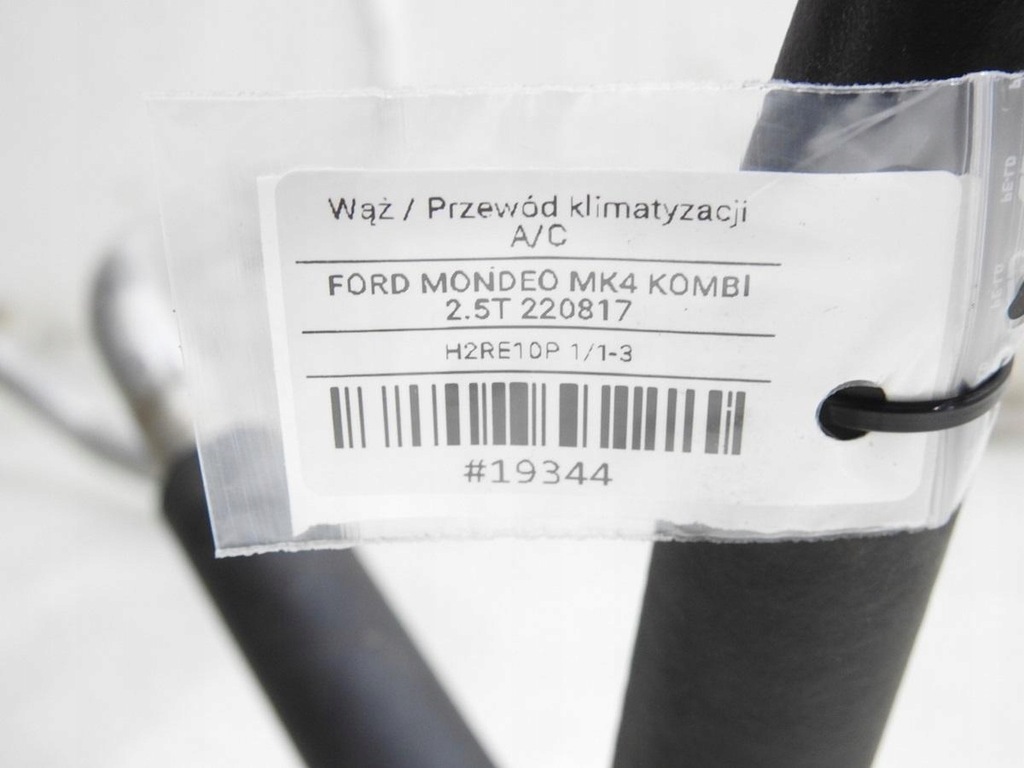 Wąż / Przewód klimatyzacji
A/C
FORD MONDEO MK4 KOMBI
2.5T 220817
H2RE10P 1/1-3
#19344